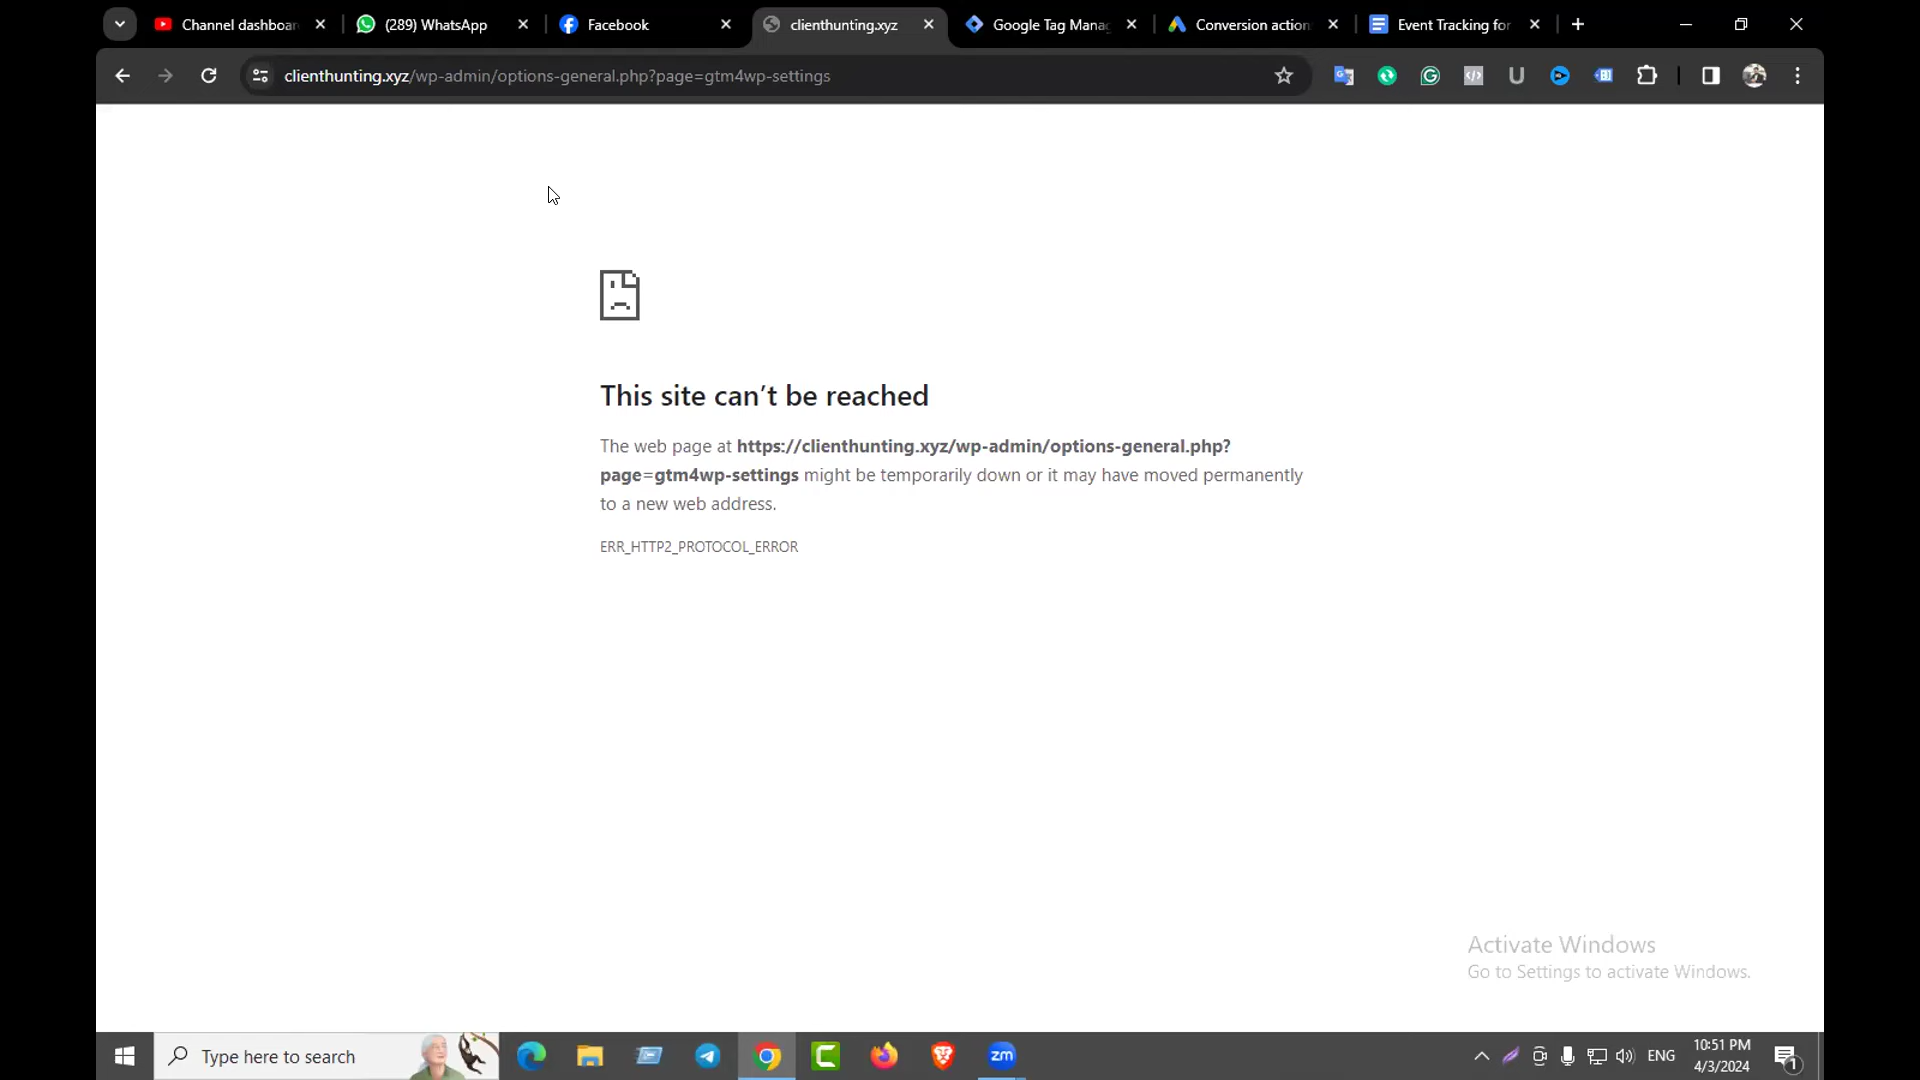 Channel dashboar
(289) WhatsApp
Facebook
clienthunting.xyz
Google Tag Manag
Conversion action
Event Tracking for
clienthunting.xyz/wp-admin/options-general.php?page=gtm4wp-settings
This site can't be reached
The web page at https://clienthunting.xyz/wp-admin/options-general.php?
page=gtm4wp-settings might be temporarily down or it may have moved permanently
to a new web address.
ERR_HTTP2_PROTOCOL_ERROR
Activate Windows
Go to Settings to activate Windows.
Type here to search
zm
ENG
10:51 PM
4/3/2024
1